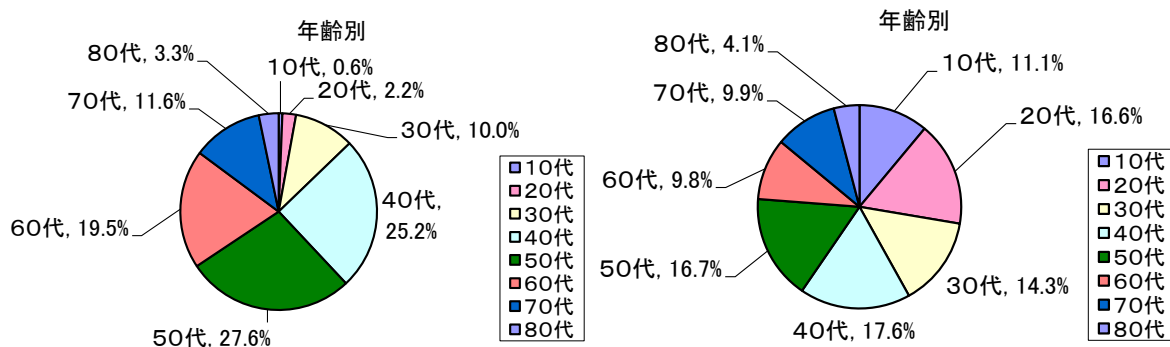 年齢別
80代, 3.3%
10代, 0.6%
20代, 2.2%
70代, 11.6%
30代, 10.0%
40代,
25.2%
60代, 19.5%
50代, 27.6%
10代
20代
30代
40代
50代
60代
70代
80代
年齢別
80代, 4.1%
10代, 11.1%
70代, 9.9%
20代, 16.6%
60代, 9.8%
50代, 16.7%
30代, 14.3%
40代, 17.6%
10代
20代
30代
40代
50代
60代
70代
80代